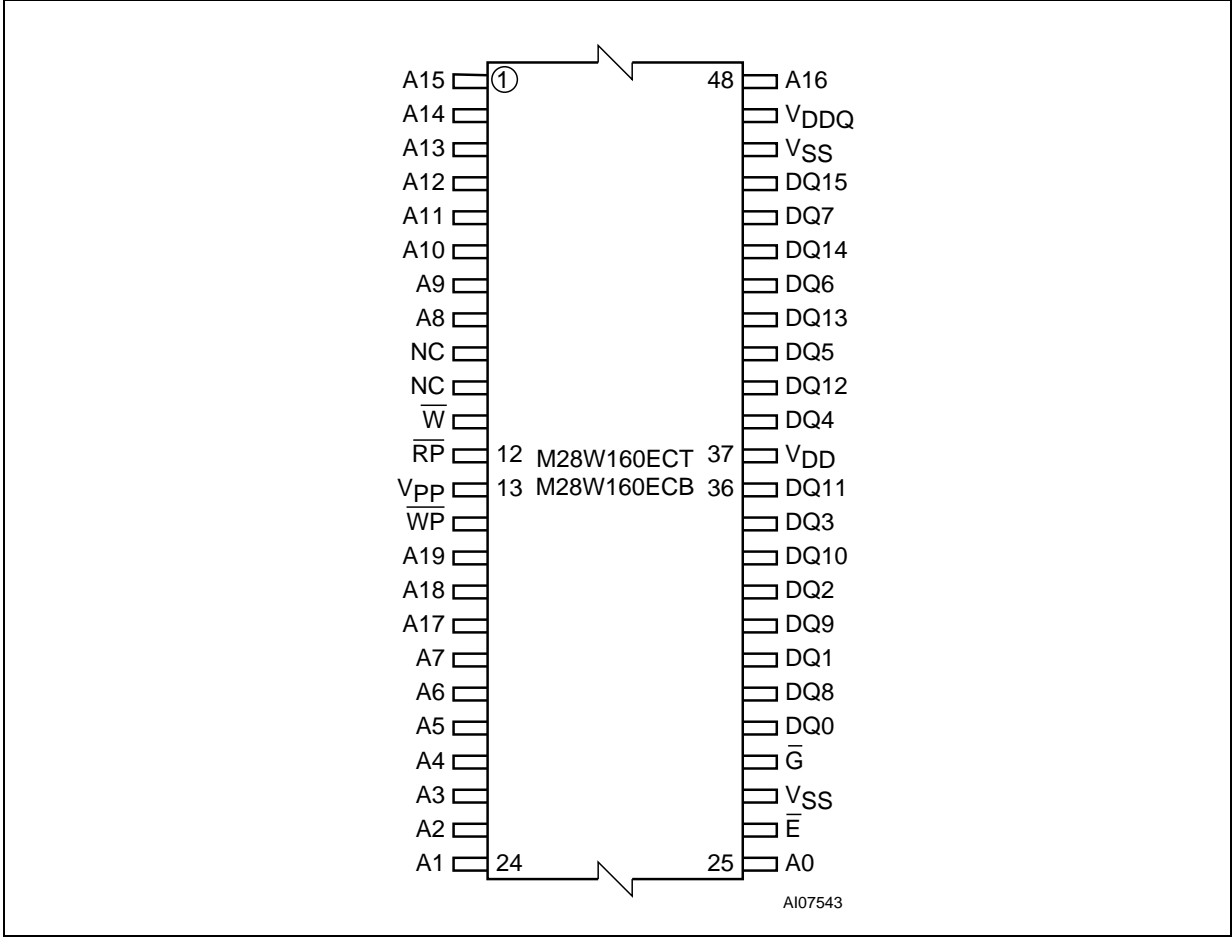 A15 1 48 A16
A14 VDDQ
A13 VSS
A12 DQ15
A11 DQ7
A10 DQ14
A9 DQ6
A8 DQ13
NC DQ5
NC DQ12
W̅ DQ4
R̅P̅ 12 M28W160ECT 37 VDD
VPP 13 M28W160ECB 36 DQ11
W̅P̅ DQ3
A19 DQ10
A18 DQ2
A17 DQ9
A7 DQ1
A6 DQ8
A5 DQ0
A4 G̅
A3 VSS
A2 E̅
A1 24 25 A0
AI07543